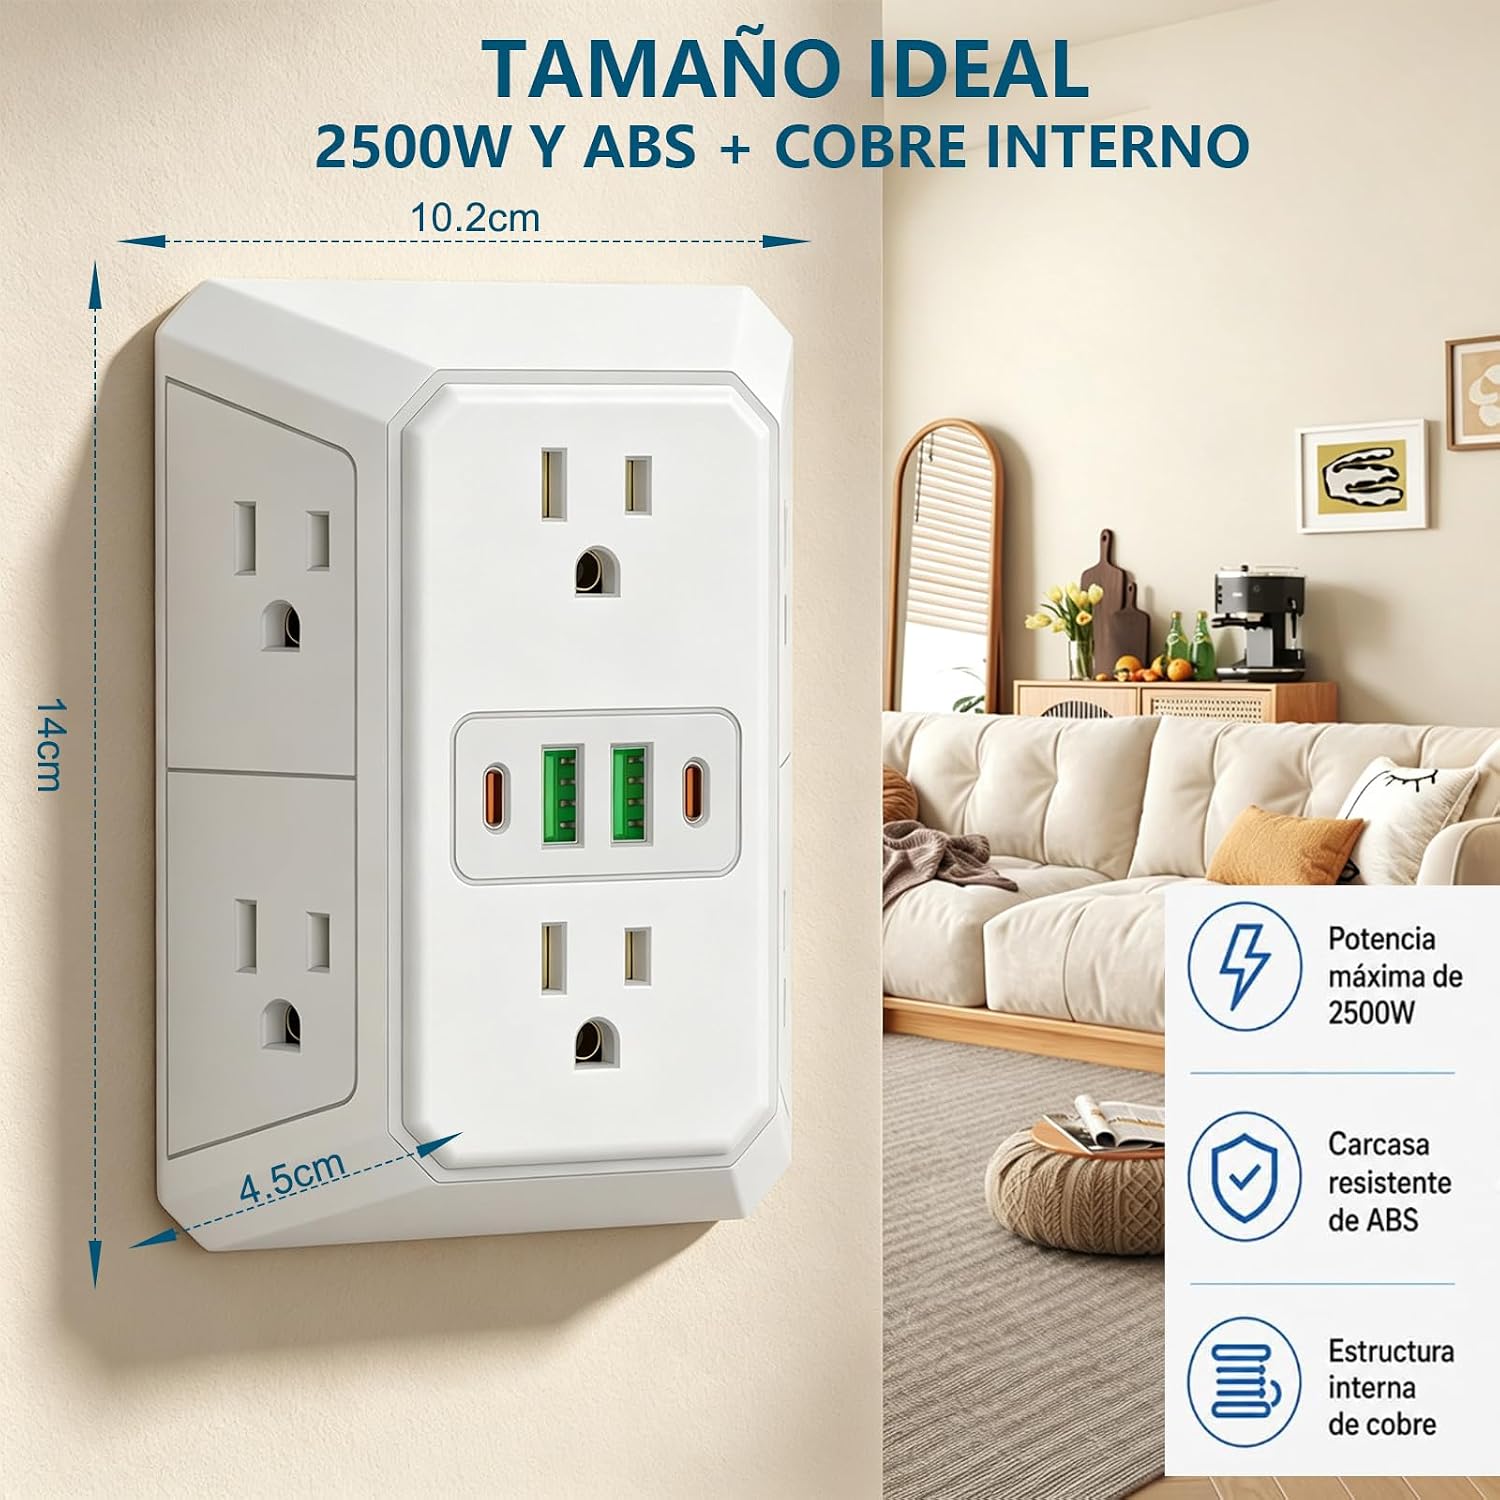 TAMAÑO IDEAL
2500W Y ABS + COBRE INTERNO
10.2cm
14cm
4.5cm
Potencia
máxima de
2500W
Carcasa
resistente
de ABS
Estructura
interna
de cobre